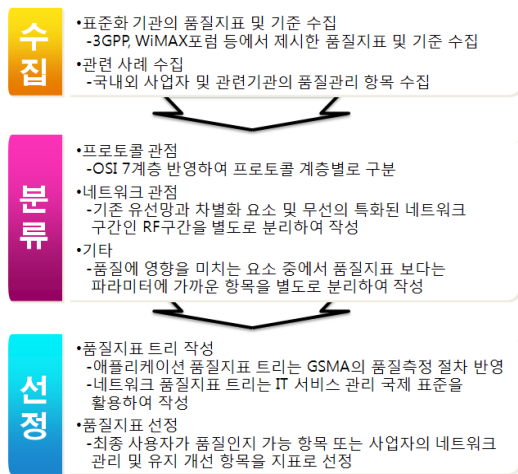 수집
•표준화 기관의 품질지표 및 기준 수집
-3GPP, WiMAX포럼 등에서 제시한 품질지표 및 기준 수집
•관련 사례 수집
-국내외 사업자 및 관련기관의 품질관리 항목 수집
분류
•프로토콜 관점
-OSI 7계층 반영하여 프로토콜 계층별로 구분
•네트워크 관점
-기존 유선망과 차별화 요소 및 무선의 특화된 네트워크
구간인 RF구간을 별도로 분리하여 작성
•기타
-품질에 영향을 미치는 요소 중에서 품질지표 보다는
파라미터에 가까운 항목을 별도로 분리하여 작성
선정
•품질지표 트리 작성
-애플리케이션 품질지표 트리는 GSMA의 품질측정 절차 반영
-네트워크 품질지표 트리는 IT 서비스 관리 국제 표준을
활용하여 작성
•품질지표 선정
-최종 사용자가 품질인지 가능 항목 또는 사업자의 네트워크
관리 및 유지 개선 항목을 지표로 선정